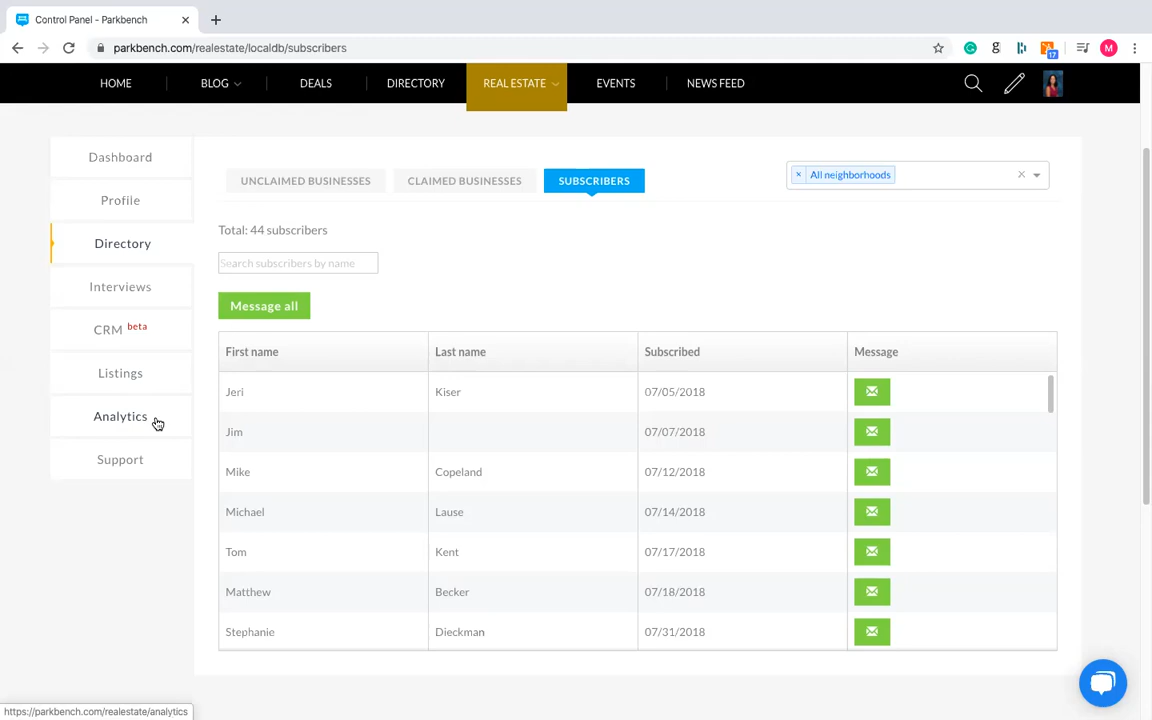 Control Panel - Parkbench
parkbench.com/realestate/localdb/subscribers
17
M
HOME BLOG DEALS DIRECTORY REAL ESTATE EVENTS NEWS FEED
Dashboard
Profile
Directory
Interviews
CRM beta
Listings
Analytics
Support
UNCLAIMED BUSINESSES CLAIMED BUSINESSES SUBSCRIBERS
× All neighborhoods ×
Total: 44 subscribers
Search subscribers by name
Message all
First name Last name Subscribed Message
Jeri Kiser 07/05/2018
Jim 07/07/2018
Mike Copeland 07/12/2018
Michael Lause 07/14/2018
Tom Kent 07/17/2018
Matthew Becker 07/18/2018
Stephanie Dieckman 07/31/2018
https://parkbench.com/realestate/analytics